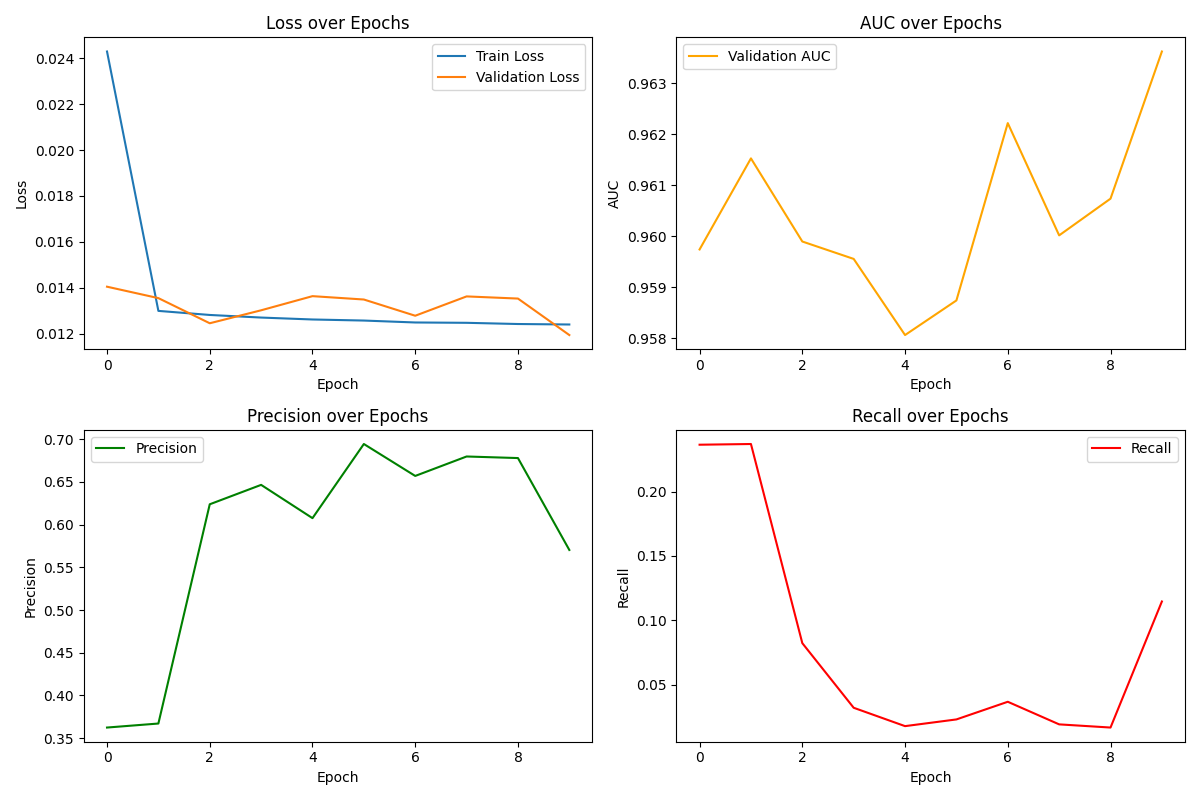 Loss over Epochs
0.024
0.022
0.020
0.018
0.016
0.014
0.012
Loss
Train Loss
Validation Loss
0 2 4 6 8
Epoch
AUC over Epochs
0.963
0.962
0.961
0.960
0.959
0.958
AUC
Validation AUC
0 2 4 6 8
Epoch
Precision over Epochs
0.70
0.65
0.60
0.55
0.50
0.45
0.40
0.35
Precision
Precision
0 2 4 6 8
Epoch
Recall over Epochs
0.20
0.15
0.10
0.05
Recall
Recall
0 2 4 6 8
Epoch